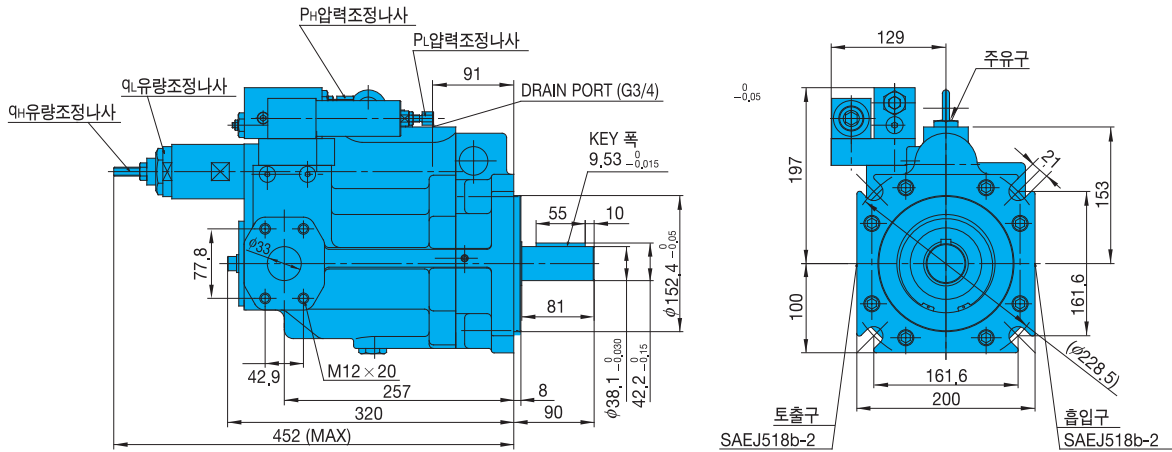 PH압력조정나사
PL얍력조정나사
qL유량조정나사
qH유량조정나사
91
DRAIN PORT (G3/4)
KEY 폭
9,53 0 -0,015
55
10
77.8
ø33
42.9
M12×20
257
320
452 (MAX)
8
90
81
ϕ152.4 0 -0.05
ϕ38.1 0 -0.030
42.2 0 -0.15
0 -0.05
129
주유구
197
100
21
153
161.6
(ø228.5)
161.6
200
토출구
SAEJ518b-2
흡입구
SAEJ518b-2